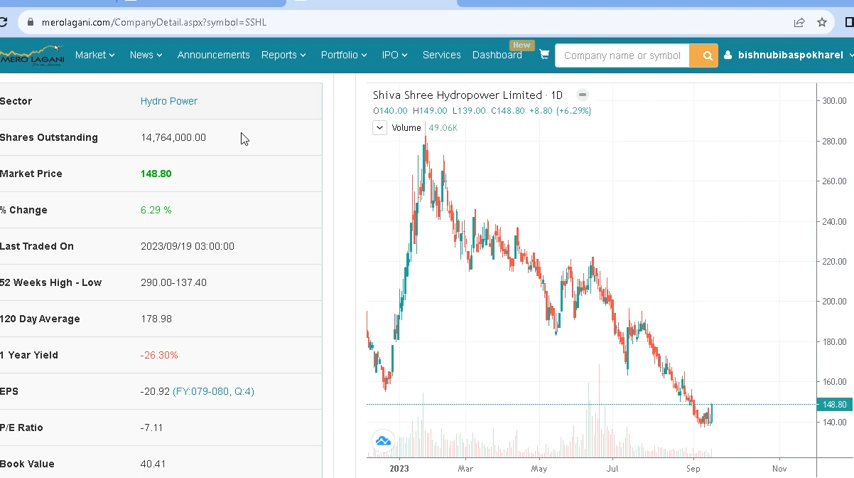 merolagani.com/CompanyDetail.aspx?symbol=SSHL
MERO LAGANI
Market
News
Announcements
Reports
Portfolio
IPO
Services
Dashboard
New
Company name or symbol
bishnubibaspokharel
Sector Hydro Power
Shares Outstanding 14,764,000.00
Market Price 148.80
% Change 6.29 %
Last Traded On 2023/09/19 03:00:00
52 Weeks High - Low 290.00-137.40
120 Day Average 178.98
1 Year Yield -26.30%
EPS -20.92 (FY:079-080, Q:4)
P/E Ratio -7.11
Book Value 40.41
Shiva Shree Hydropower Limited · 1D
O140.00 H149.00 L139.00 C148.80 +8.80 (+6.29%)
Volume 49.06K
300.00
280.00
260.00
240.00
220.00
200.00
180.00
160.00
148.80
140.00
2023 Mar May Jul Sep Nov